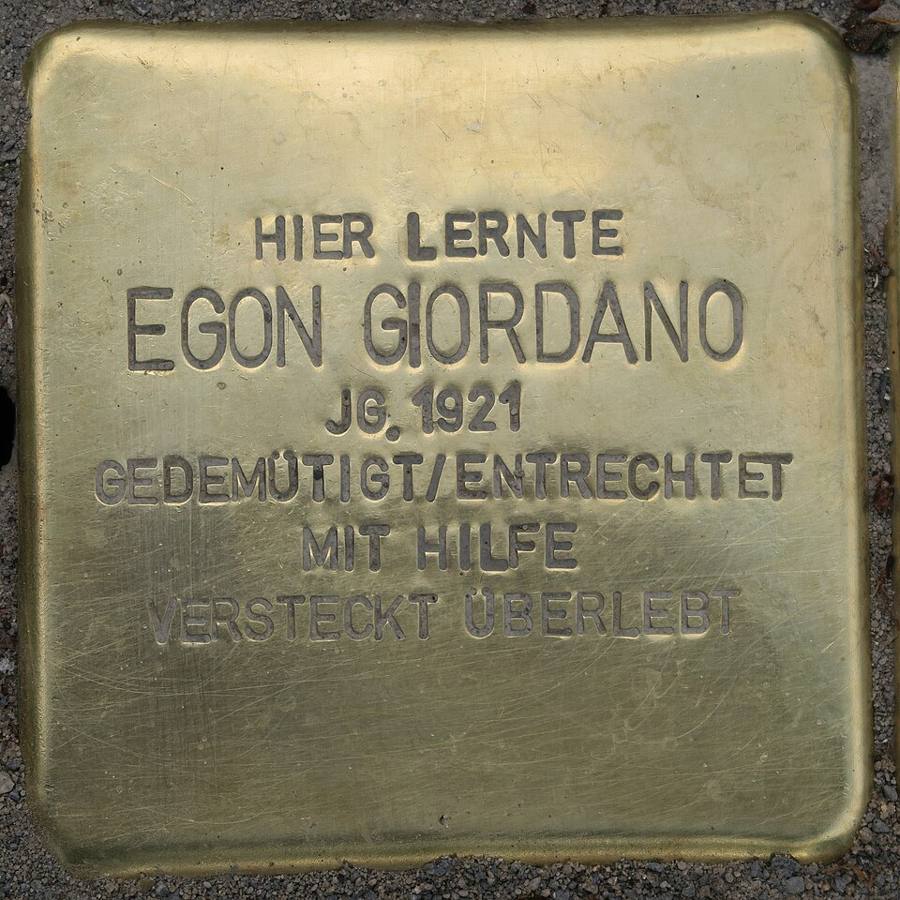 HIER LERNTE
EGON GIORDANO
JG. 1921
GEDEMÜTIGT/ENTRECHTET
MIT HILFE
VERSTECKT ÜBERLEBT